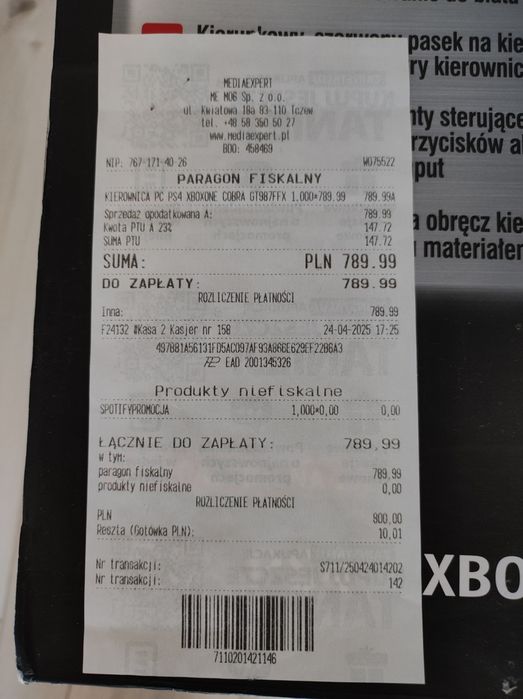 Kierunkowy, czerwony pasek na kie
ry kierownic
ty sterujące
rzycisków a
put
a obręcz kie
materiałem
XBO
MEDIAEXPERT
ME M06 Sp. z o.o.
ul. Kwiatowa 18a 83-110 Tczew
tel. +48 58 350 50 27
www.mediaexpert.pl
BDO: 458469
NIP: 767-171-40-26 W075522
PARAGON FISKALNY
KIEROWNICA PC PS4 XBOXONE COBRA GT987FFX 1.000*789.99 789.99A
Sprzedaż opodatkowana A: 789.99
Kwota PTU A 23% 147.72
SUMA PTU 147.72
SUMA: PLN 789.99
DO ZAPŁATY: 789.99
ROZLICZENIE PŁATNOŚCI
Inna: 789.99
F24132 #Kasa 2 Kasjer nr 158 24-04-2025 17:25
EAO 2001345326
Produkty niefiskalne
SPOTIFYPROMOCJA 1,000*0,00 0,00
ŁĄCZNIE DO ZAPŁATY: 789,99
w tym:
paragon fiskalny 789,99
produkty niefiskalne 0,00
ROZLICZENIE PŁATNOŚCI
PLN 800,00
Reszta (Gotówka PLN): 10,01
Nr transakcji: S711/250424014202
Nr transakcji: 142
7110201421146